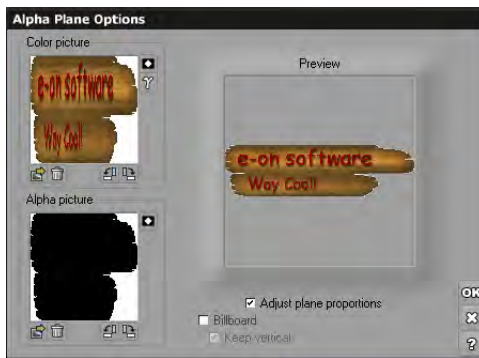 Alpha Plane Options
Color picture
e-on software
Way Cool!
Alpha picture
Preview
e-on software
Way Cool!
Adjust plane proportions
Billboard
Keep vertical
OK
?